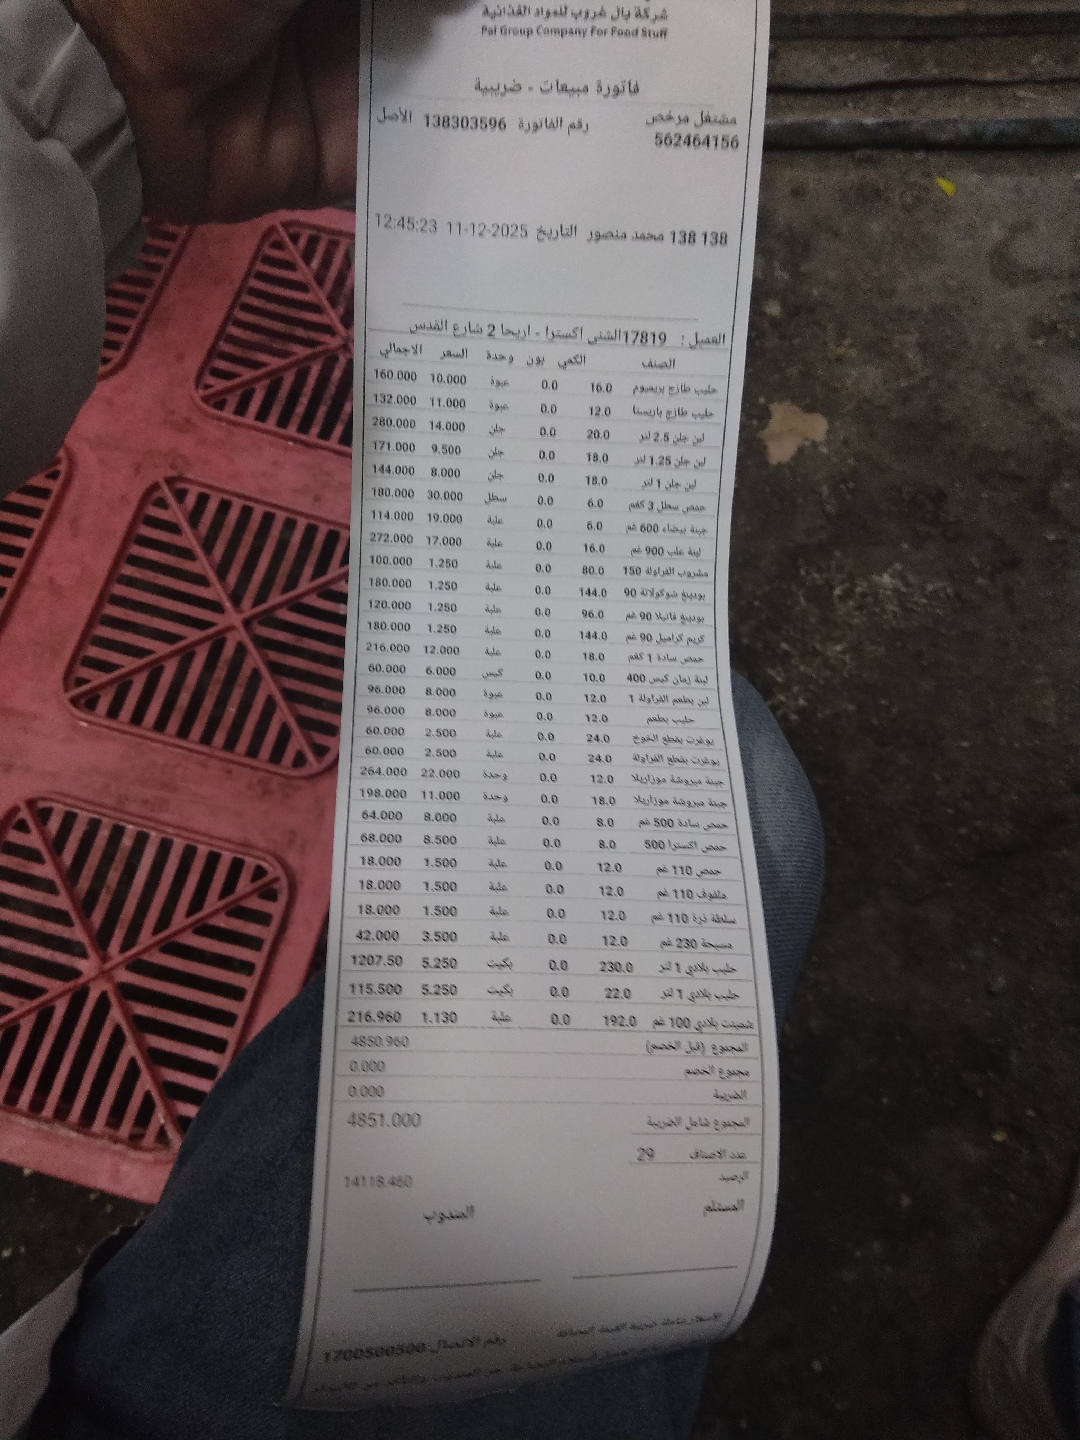 شركة بال غروب للمواد الغذائية
Pal Group Company For Food Stuff
فاتورة مبيعات - ضريبية
مشتغل مرخص رقم الفاتورة 138303596 الأصل
562464156
138 138 محمد منصور التاريخ 11-12-2025 12:45:23
العميل : 17819الشني اكسترا - اريحا 2 شارع القدس
الصنف الكمي بون وحدة السعر الاجمالي
حليب طازج بريميوم 16.0 0.0 عبوة 10.000 160.000
حليب طازج باريستا 12.0 0.0 عبوة 11.000 132.000
لبن جلن 2.5 لتر 20.0 0.0 جلن 14.000 280.000
لبن جلن 1.25 لتر 18.0 0.0 جلن 9.500 171.000
لبن جلن 1 لتر 18.0 0.0 جلن 8.000 144.000
حمص سطل 3 كغم 6.0 0.0 سطل 30.000 180.000
جبنة بيضاء 600 غم 6.0 0.0 علبة 19.000 114.000
لبنة علب 900 غم 16.0 0.0 علبة 17.000 272.000
مشروب الفراولة 150 80.0 0.0 علبة 1.250 100.000
بودينغ شوكولاتة 90 144.0 0.0 علبة 1.250 180.000
بودينغ فانيلا 90 غم 96.0 0.0 علبة 1.250 120.000
كريم كراميل 90 غم 144.0 0.0 علبة 1.250 180.000
حمص سادة 1 كغم 18.0 0.0 علبة 12.000 216.000
لبنة زمان كيس 400 10.0 0.0 كيس 6.000 60.000
لبن بطعم الفراولة 1 12.0 0.0 عبوة 8.000 96.000
حليب بطعم 12.0 0.0 عبوة 8.000 96.000
يوغرت بقطع الخوخ 24.0 0.0 علبة 2.500 60.000
يوغرت بقطع الفراولة 24.0 0.0 علبة 2.500 60.000
جبنة مبروشة موزاريلا 12.0 0.0 وحدة 22.000 264.000
جبنة مبروشة موزاريلا 18.0 0.0 وحدة 11.000 198.000
حمص سادة 500 غم 8.0 0.0 علبة 8.000 64.000
حمص اكسترا 500 8.0 0.0 علبة 8.500 68.000
حمص 110 غم 12.0 0.0 علبة 1.500 18.000
ملفوف 110 غم 12.0 0.0 علبة 1.500 18.000
سلطة ذرة 110 غم 12.0 0.0 علبة 1.500 18.000
مسبحة 230 غم 12.0 0.0 علبة 3.500 42.000
حليب بلادي 1 لتر 230.0 0.0 بكيت 5.250 1207.50
حليب بلادي 1 لتر 22.0 0.0 بكيت 5.250 115.500
شمينت بلادي 100 غم 192.0 0.0 علبة 1.130 216.960
المجموع (قبل الخصم) 4850.960
مجموع الخصم 0.000
الضريبة 0.000
المجموع شامل الضريبة 4851.000
عدد الاصناف 29
الرصيد 14118.460
المستلم المندوب
الاسعار شاملة ضريبة القيمة المضافة رقم الاتصال:1700500500